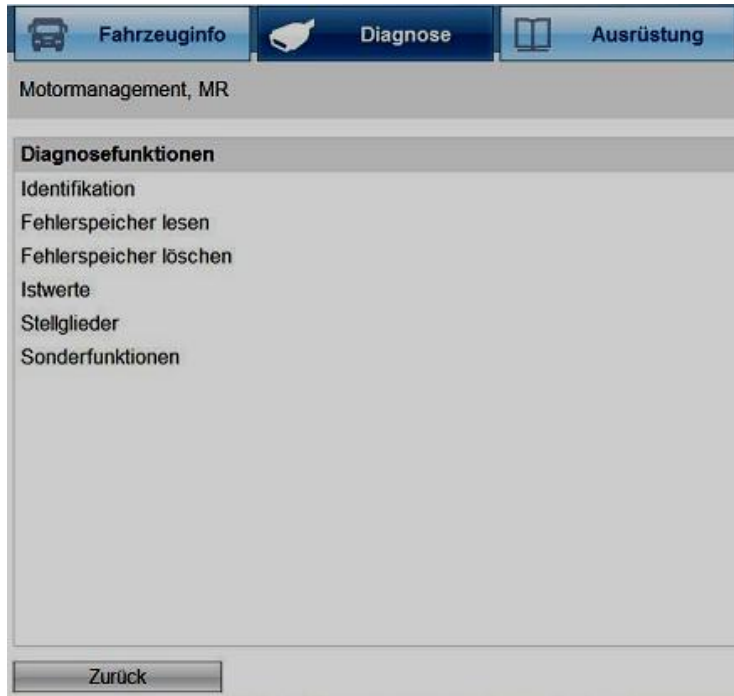 Fahrzeuginfo Diagnose Ausrüstung
Motormanagement, MR
Diagnosefunktionen
Identifikation
Fehlerspeicher lesen
Fehlerspeicher löschen
Istwerte
Stellglieder
Sonderfunktionen
Zurück